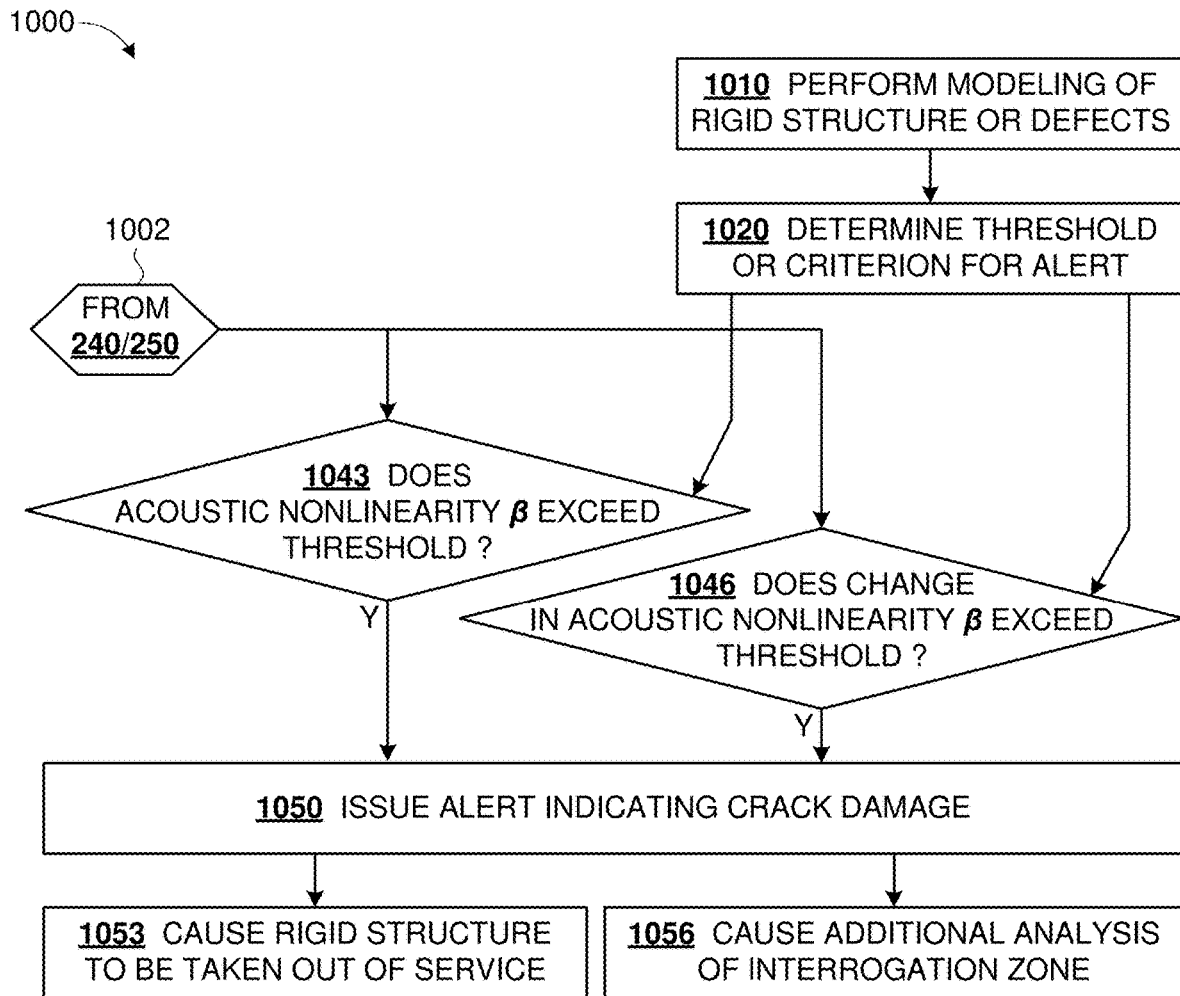 1000
1010 PERFORM MODELING OF
RIGID STRUCTURE OR DEFECTS
1020 DETERMINE THRESHOLD
OR CRITERION FOR ALERT
1002
FROM
240/250
1043 DOES
ACOUSTIC NONLINEARITY β EXCEED
THRESHOLD ?
Y
1046 DOES CHANGE
IN ACOUSTIC NONLINEARITY β EXCEED
THRESHOLD ?
Y
1050 ISSUE ALERT INDICATING CRACK DAMAGE
1053 CAUSE RIGID STRUCTURE
TO BE TAKEN OUT OF SERVICE
1056 CAUSE ADDITIONAL ANALYSIS
OF INTERROGATION ZONE